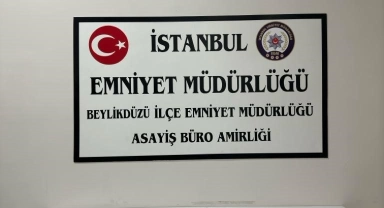 İSTANBUL
EMNİYET MÜDÜRLÜĞÜ
BEYLİKDÜZÜ İLÇE EMNİYET MÜDÜRLÜĞÜ
ASAYİŞ BÜRO AMİRLİĞİ